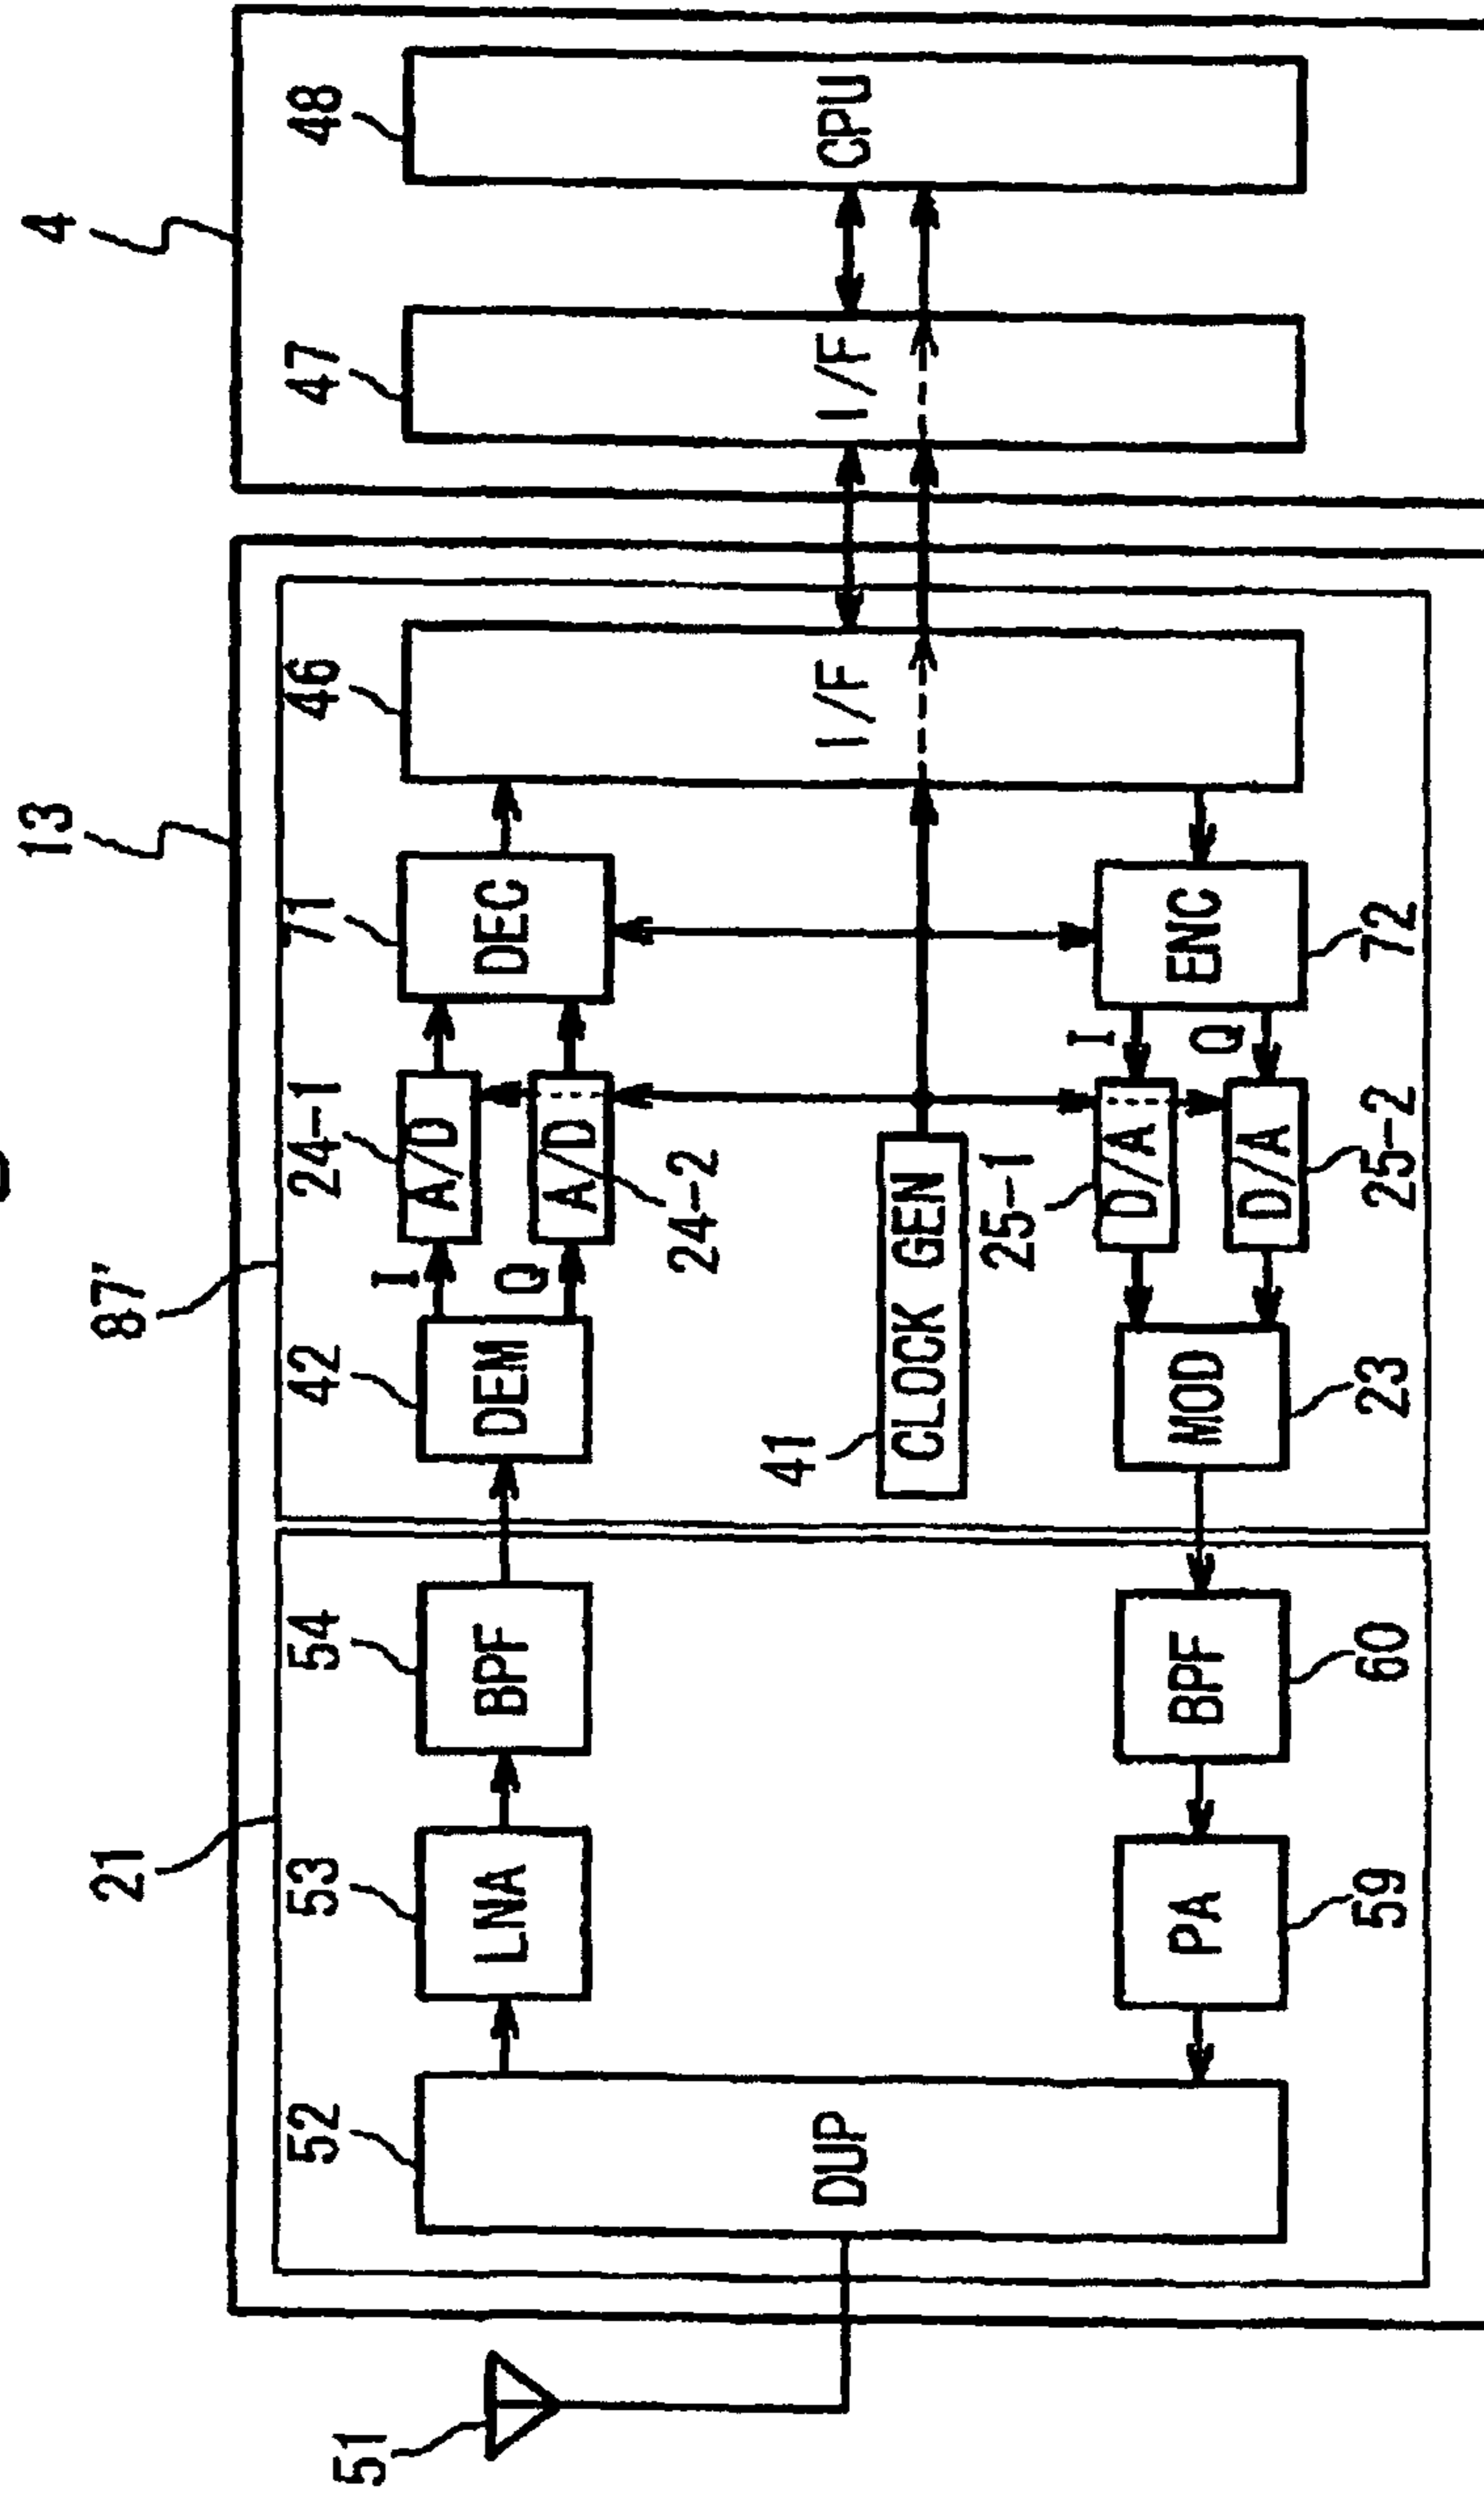 13
4
21
87'
52
53
54
42
24-1
71
46
47
48
51
I
A/D
LNA
BPF
DEM
Q
DEC
A/D
24-2
41
DUP
I/F
I/F
CPU
CLOCK GEN
25-1
I
D/A
PA
BPF
MOD
ENC
Q
D/A
59
60
23
25-2
72